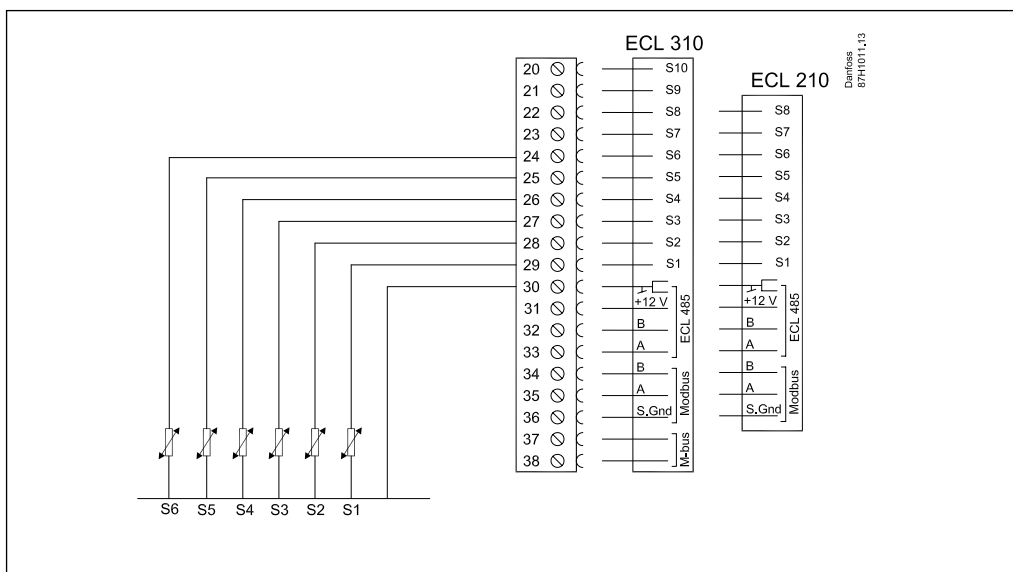 ECL 310
ECL 210
Danfoss
87H1011.13
20 S10
21 S9
22 S8 S8
23 S7 S7
24 S6 S6
25 S5 S5
26 S4 S4
27 S3 S3
28 S2 S2
29 S1 S1
30
31 +12 V +12 V
32 B B
33 A A
ECL 485
ECL 485
34 B B
35 A A
36 S.Gnd S.Gnd
Modbus
Modbus
37
38
M-bus
S6 S5 S4 S3 S2 S1